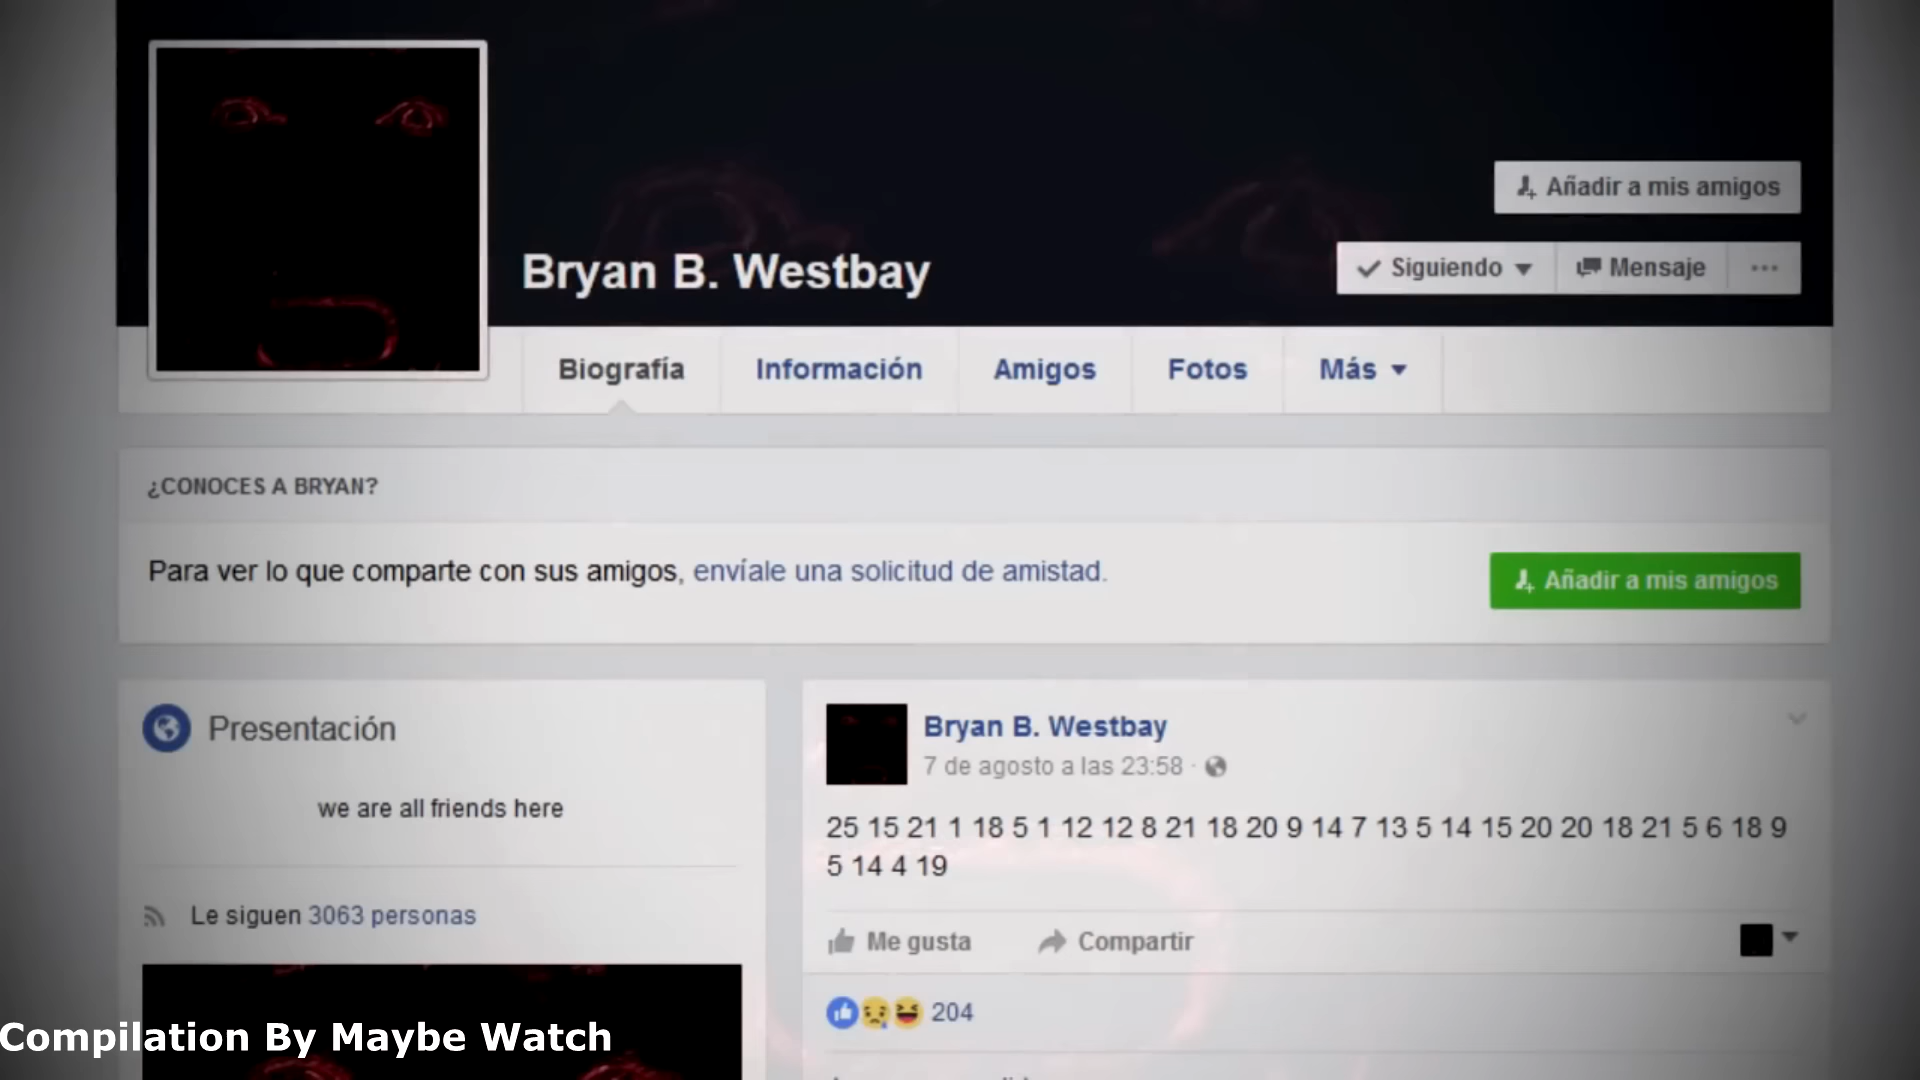 Añadir a mis amigos
Bryan B. Westbay
Siguiendo
Mensaje
Biografía
Información
Amigos
Fotos
Más
¿CONOCES A BRYAN?
Para ver lo que comparte con sus amigos, envíale una solicitud de amistad.
Añadir a mis amigos
Presentación
we are all friends here
Le siguen 3063 personas
Bryan B. Westbay
7 de agosto a las 23:58 ·
25 15 21 1 18 5 1 12 12 8 21 18 20 9 14 7 13 5 14 15 20 20 18 21 5 6 18 9
5 14 4 19
Me gusta
Compartir
204
Compilation By Maybe Watch